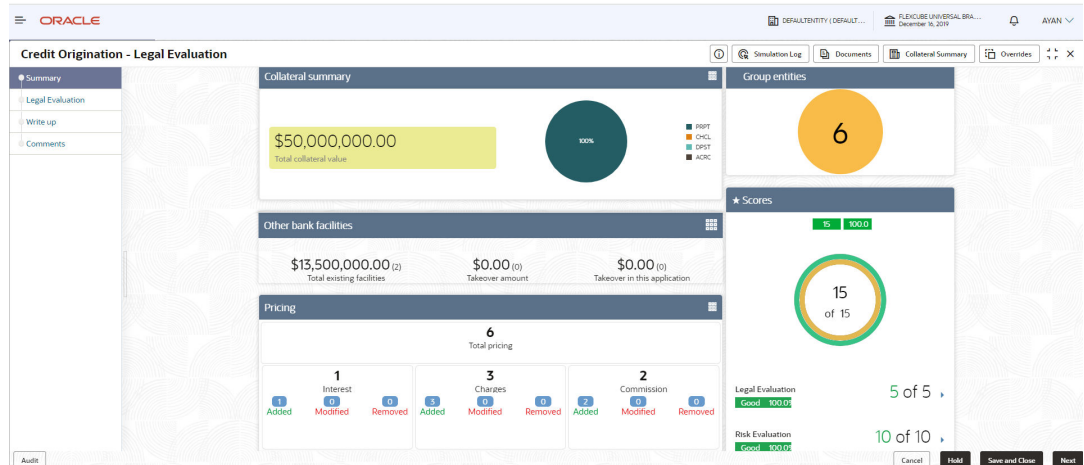 ORACLE
DEFAULTENTITY ( DEFAULT...
FLEXCUBE UNIVERSAL BRA...
December 16, 2019
AYAN
Credit Origination - Legal Evaluation
Simulation Log
Documents
Collateral Summary
Overrides
Summary
Legal Evaluation
Write up
Comments
Collateral summary
$50,000,000.00
Total collateral value
100%
PRPT
CHCL
DPST
ACRC
Group entities
6
Other bank facilities
$13,500,000.00 (2)
Total existing facilities
$0.00 (0)
Takeover amount
$0.00 (0)
Takeover in this application
Pricing
6
Total pricing
1
Interest
1 0 0
Added Modified Removed
3
Charges
3 0 0
Added Modified Removed
2
Commission
2 0 0
Added Modified Removed
★ Scores
15 100.0
15
of 15
Legal Evaluation
Good 100.0%
5 of 5
Risk Evaluation
Good 100.0%
10 of 10
Audit
Cancel
Hold
Save and Close
Next